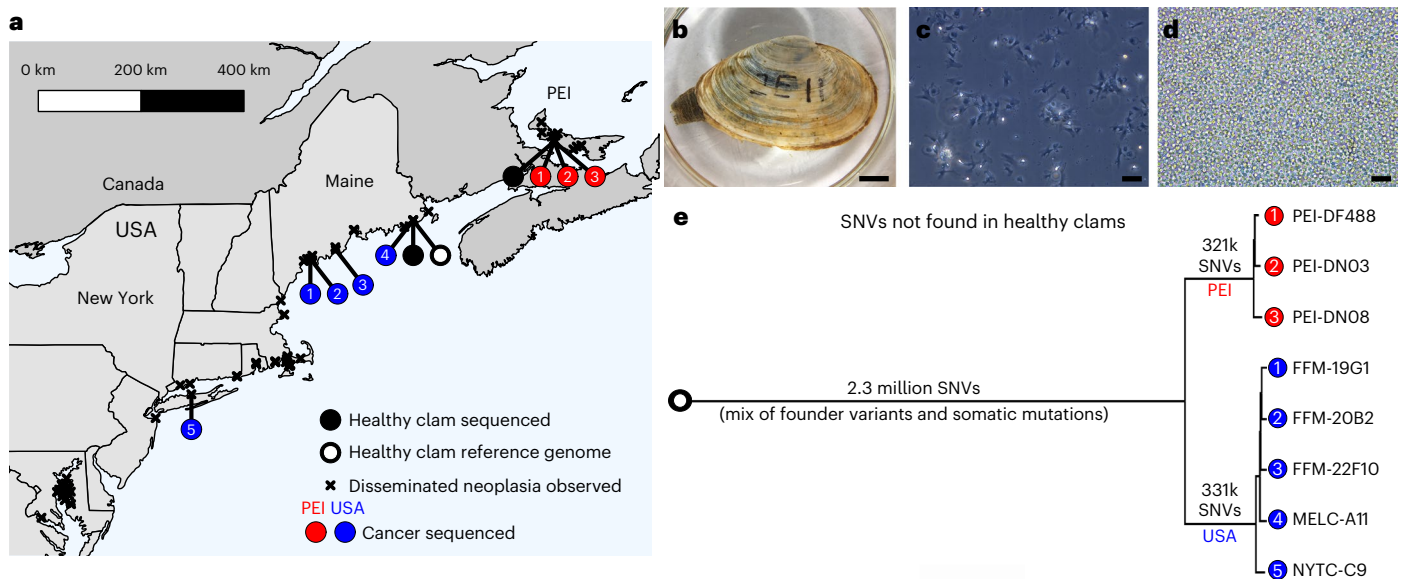 a
0 km 200 km 400 km
PEI
1 2 3
Canada
Maine
USA
4
New York
1 2 3
5
Healthy clam sequenced
Healthy clam reference genome
Disseminated neoplasia observed
PEI USA
Cancer sequenced
b
2E11
c
d
e
SNVs not found in healthy clams
2.3 million SNVs
(mix of founder variants and somatic mutations)
321k
SNVs
PEI
1 PEI-DF488
2 PEI-DN03
3 PEI-DN08
331k
SNVs
USA
1 FFM-19G1
2 FFM-20B2
3 FFM-22F10
4 MELC-A11
5 NYTC-C9